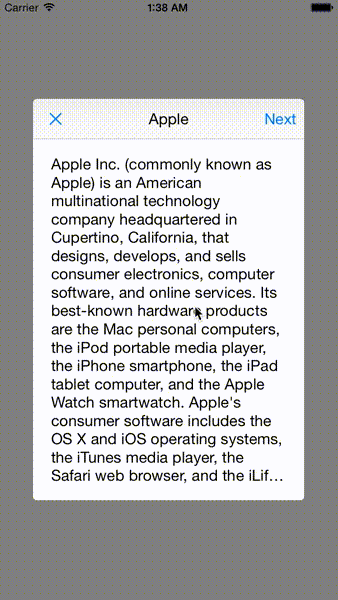 Carrier 1:38 AM
Apple Next
Apple Inc. (commonly known as
Apple) is an American
multinational technology
company headquartered in
Cupertino, California, that
designs, develops, and sells
consumer electronics, computer
software, and online services. Its
best-known hardware products
are the Mac personal computers,
the iPod portable media player,
the iPhone smartphone, the iPad
tablet computer, and the Apple
Watch smartwatch. Apple's
consumer software includes the
OS X and iOS operating systems,
the iTunes media player, the
Safari web browser, and the iLif…